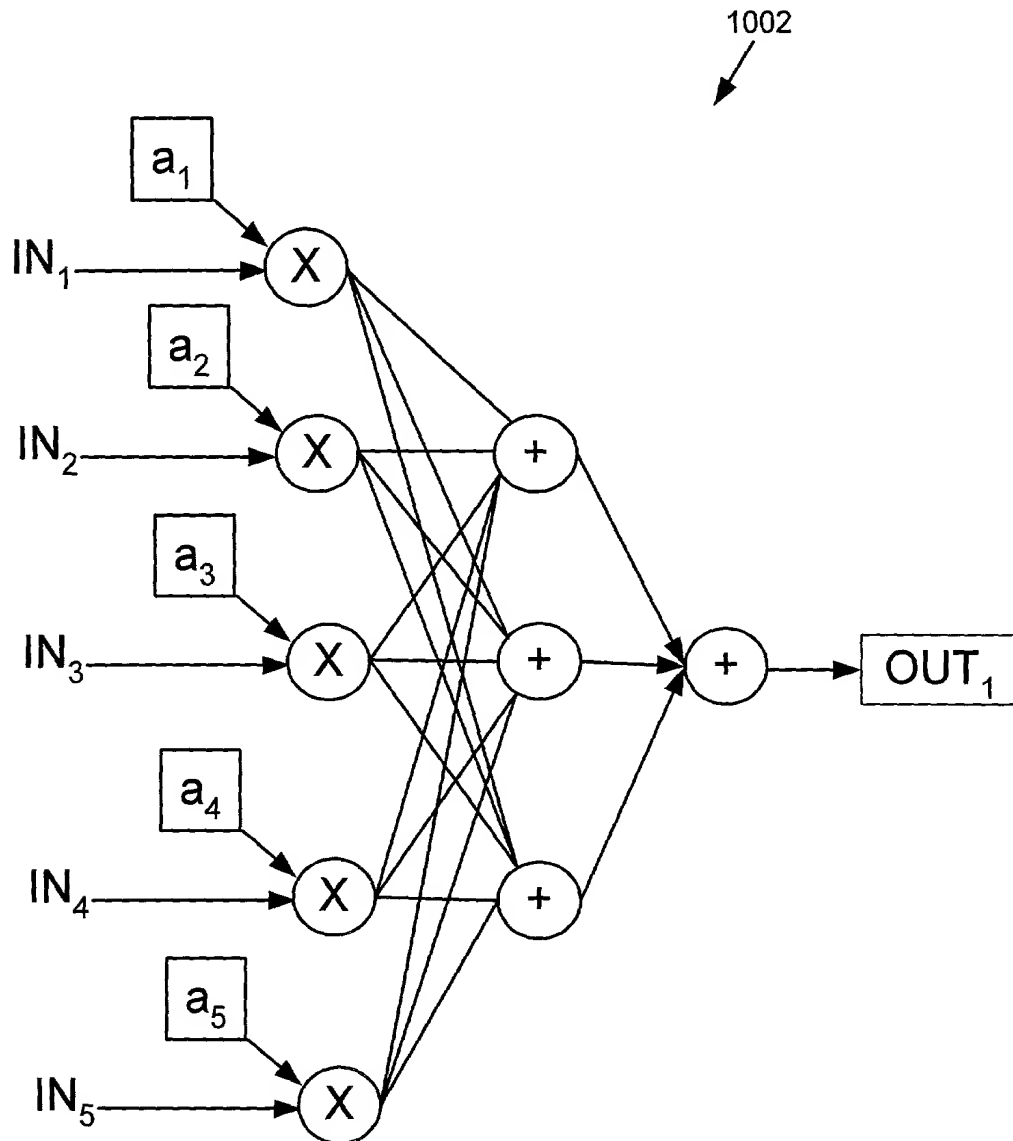 1002
a₁
IN₁ X
a₂
IN₂ X +
a₃
IN₃ X + + OUT₁
a₄
IN₄ X +
a₅
IN₅ X